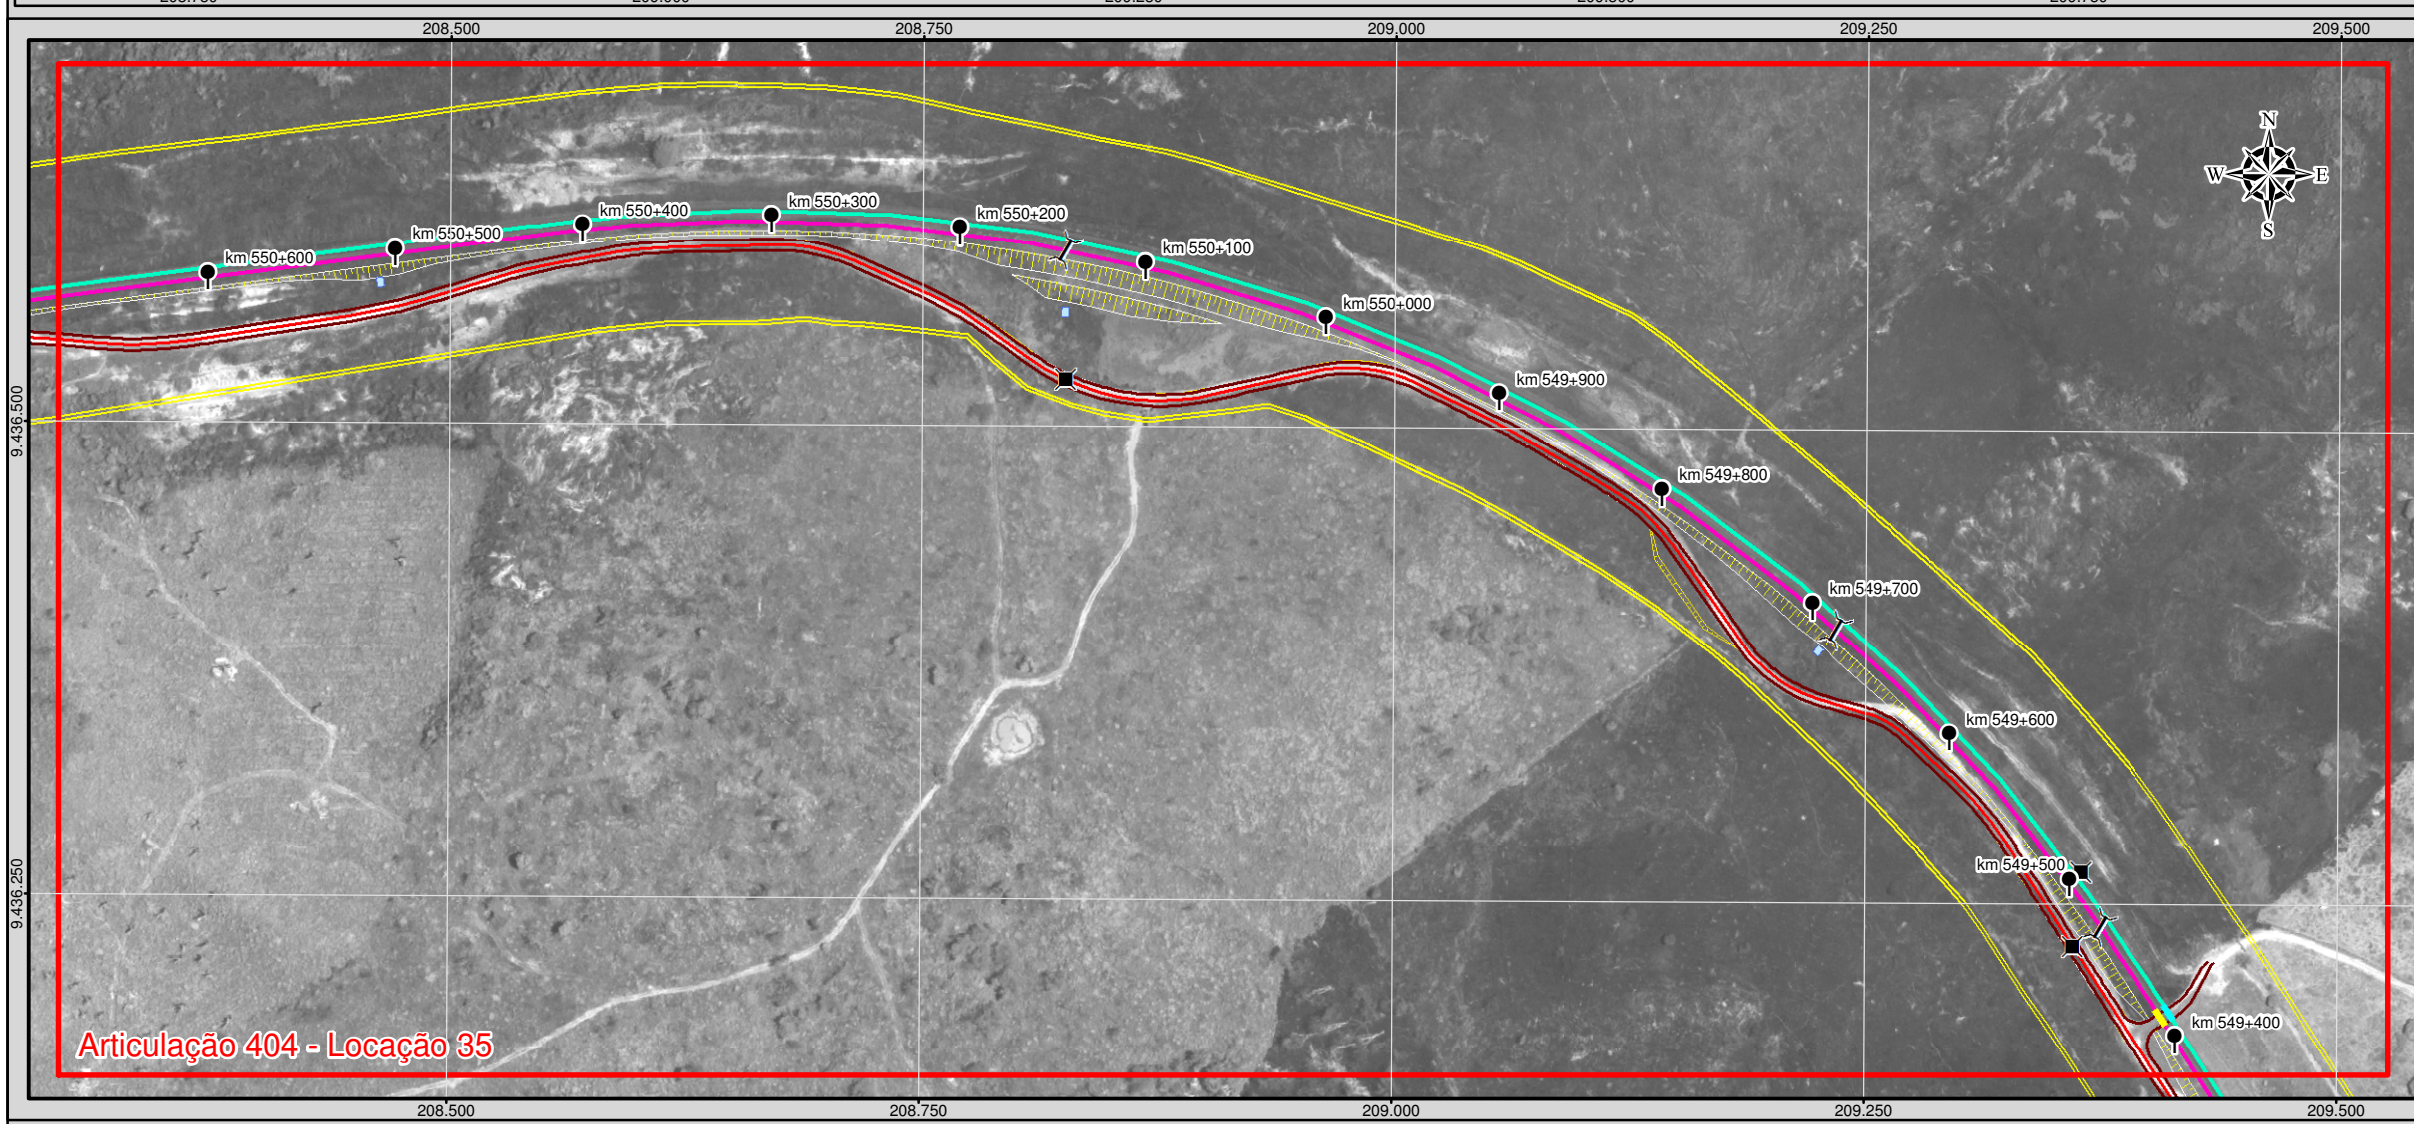 208.500 208.750 209.000 209.250 209.500
N
W E
S
km 550+600
km 550+500
km 550+400
km 550+300
km 550+200
km 550+100
km 550+000
km 549+900
km 549+800
km 549+700
km 549+600
km 549+500
km 549+400
9.436.500
9.436.250
Articulação 404 - Locação 35
208.500 208.750 209.000 209.250 209.500